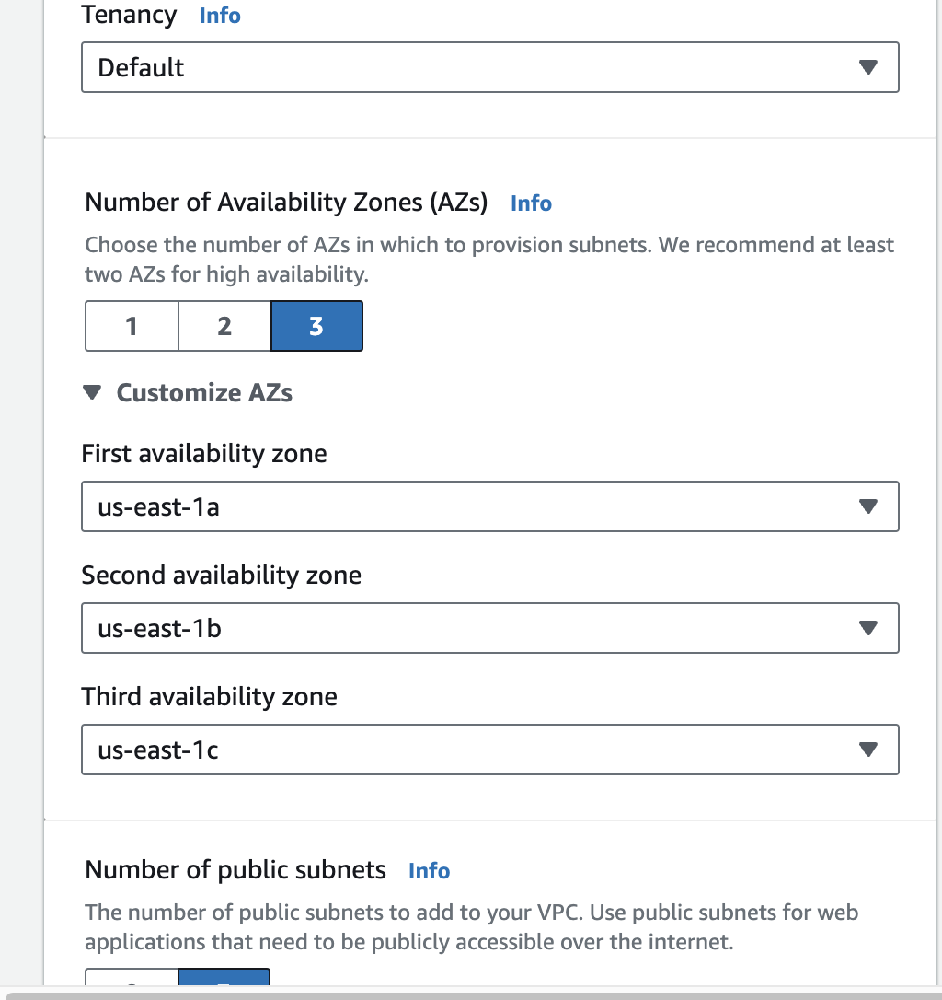 Tenancy Info
Default
Number of Availability Zones (AZs) Info
Choose the number of AZs in which to provision subnets. We recommend at least
two AZs for high availability.
1 2 3
Customize AZs
First availability zone
us-east-1a
Second availability zone
us-east-1b
Third availability zone
us-east-1c
Number of public subnets Info
The number of public subnets to add to your VPC. Use public subnets for web
applications that need to be publicly accessible over the internet.